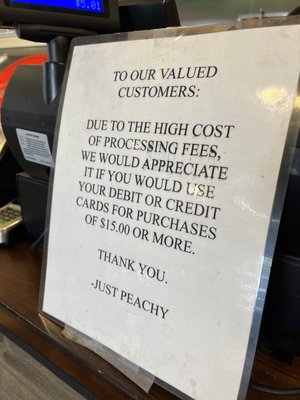 $5.01
TO OUR VALUED
CUSTOMERS:
DUE TO THE HIGH COST
OF PROCESSING FEES,
WE WOULD APPRECIATE
IT IF YOU WOULD USE
YOUR DEBIT OR CREDIT
CARDS FOR PURCHASES
OF $15.00 OR MORE.
THANK YOU.
-JUST PEACHY